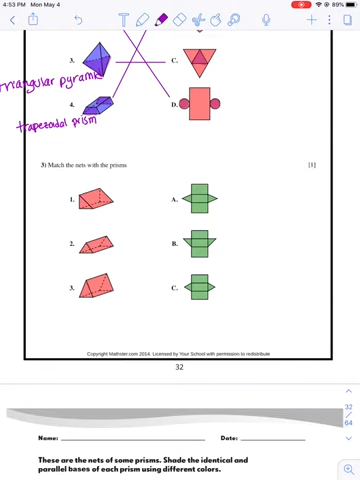 4:53 PM Mon May 4
89%
3.
C.
triangular pyramid
4.
D.
trapezoidal prism
3) Match the nets with the prisms
[1]
1.
A.
2.
B.
3.
C.
Copyright Mathster.com 2014. Licensed by Your School with permission to redistribute
32
32
/
64
Name:
Date:
These are the nets of some prisms. Shade the identical and
parallel bases of each prism using different colors.